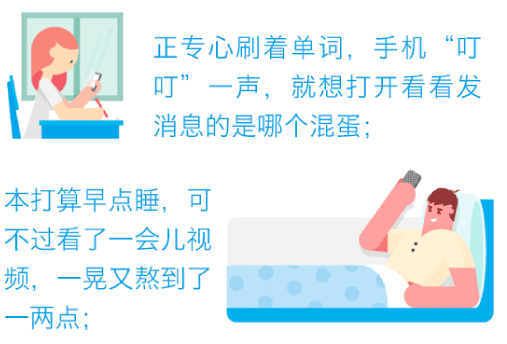 正专心刷着单词，手机“叮
叮”一声，就想打开看看发
消息的是哪个混蛋；
本打算早点睡，可
不过看了一会儿视
频，一晃又熬到了
一两点；